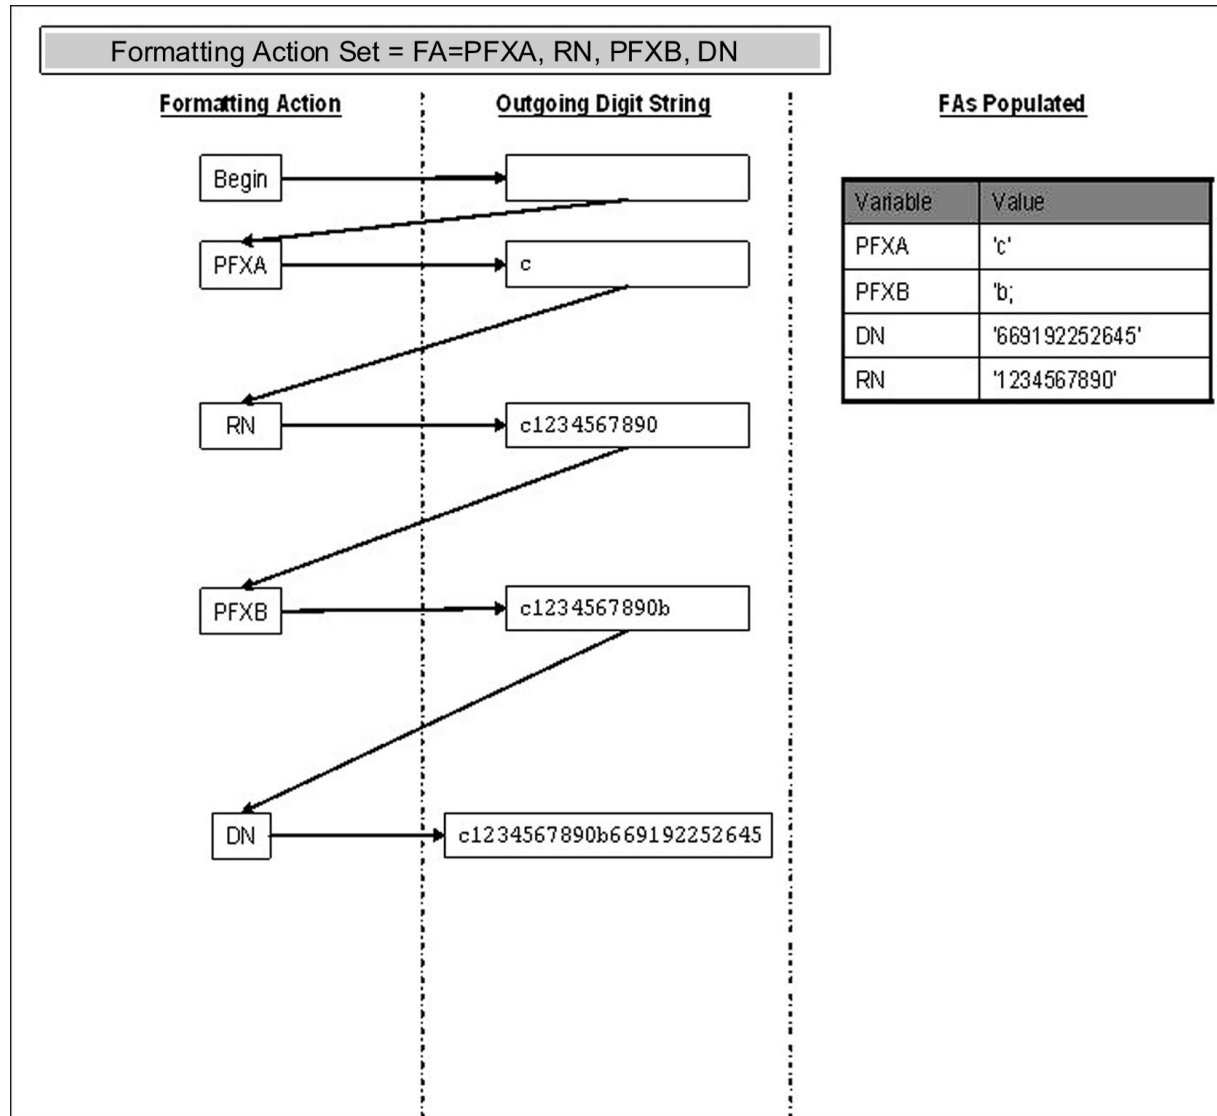 Formatting Action Set = FA=PFXA, RN, PFXB, DN
Formatting Action Outgoing Digit String FAs Populated
Begin
Variable Value
PFXA c
PFXA 'c'
PFXB 'b;
DN '669192252645'
RN '1234567890'
RN c1234567890
PFXB c1234567890b
DN c1234567890b669192252645